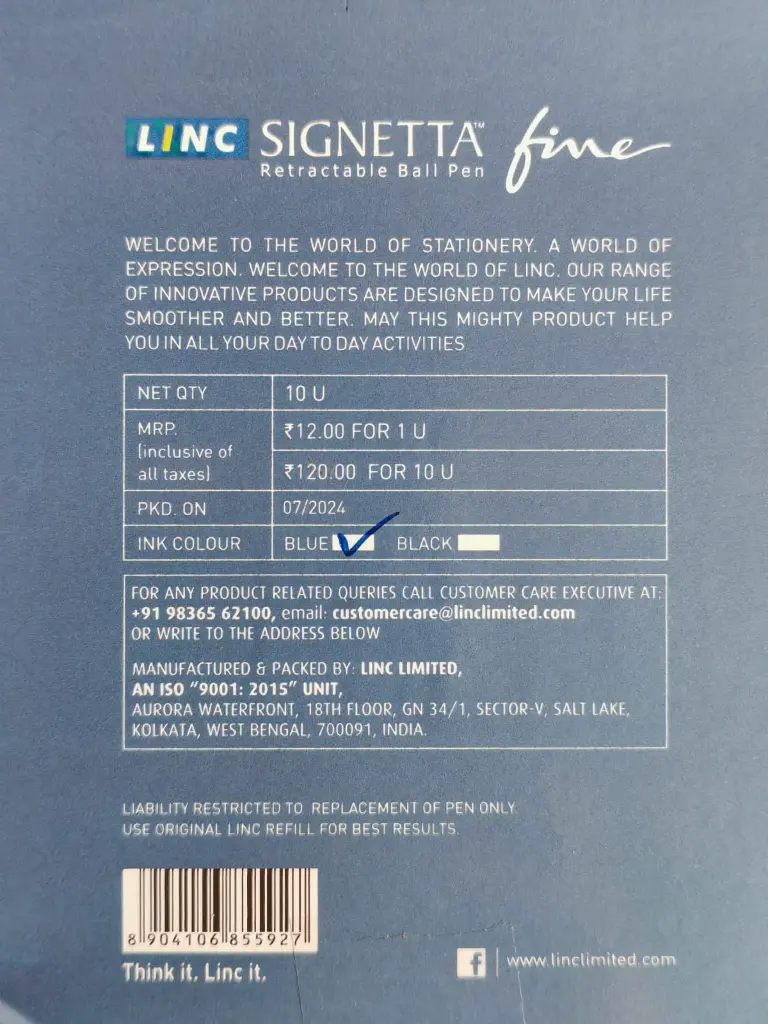 LINC SIGNETTA™ fine
Retractable Ball Pen
WELCOME TO THE WORLD OF STATIONERY. A WORLD OF
EXPRESSION. WELCOME TO THE WORLD OF LINC. OUR RANGE
OF INNOVATIVE PRODUCTS ARE DESIGNED TO MAKE YOUR LIFE
SMOOTHER AND BETTER. MAY THIS MIGHTY PRODUCT HELP
YOU IN ALL YOUR DAY TO DAY ACTIVITIES
NET QTY 10 U
MRP.
(inclusive of
all taxes)
₹12.00 FOR 1 U
₹120.00 FOR 10 U
PKD. ON 07/2024
INK COLOUR BLUE BLACK
FOR ANY PRODUCT RELATED QUERIES CALL CUSTOMER CARE EXECUTIVE AT:
+91 98365 62100, email: customercare@linclimited.com
OR WRITE TO THE ADDRESS BELOW
MANUFACTURED & PACKED BY: LINC LIMITED,
AN ISO "9001: 2015" UNIT,
AURORA WATERFRONT, 18TH FLOOR, GN 34/1, SECTOR-V, SALT LAKE,
KOLKATA, WEST BENGAL, 700091, INDIA.
LIABILITY RESTRICTED TO REPLACEMENT OF PEN ONLY.
USE ORIGINAL LINC REFILL FOR BEST RESULTS.
8 904106 855927
Think it. Linc it.
f www.linclimited.com